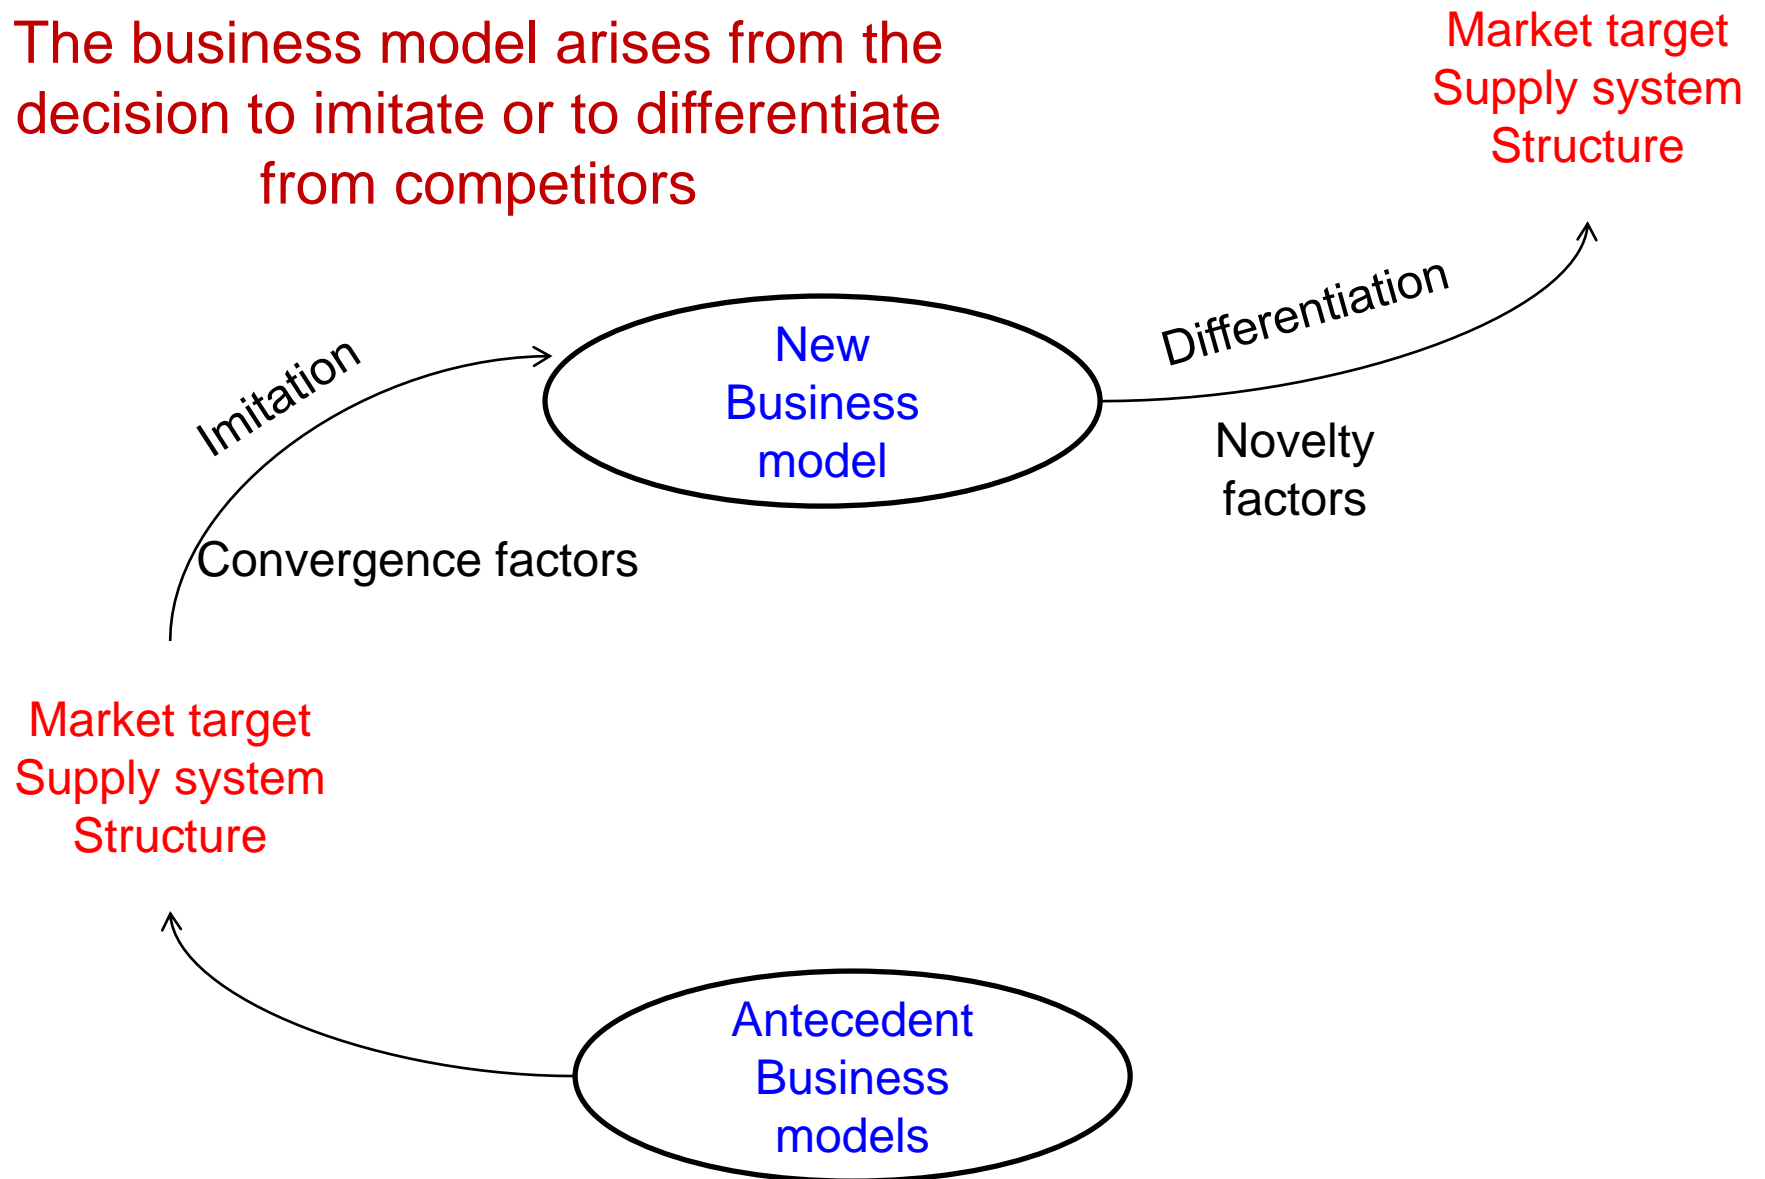 The business model arises from the
decision to imitate or to differentiate
from competitors
Market target
Supply system
Structure
Imitation
New
Business
model
Differentiation
Novelty
factors
Convergence factors
Market target
Supply system
Structure
Antecedent
Business
models